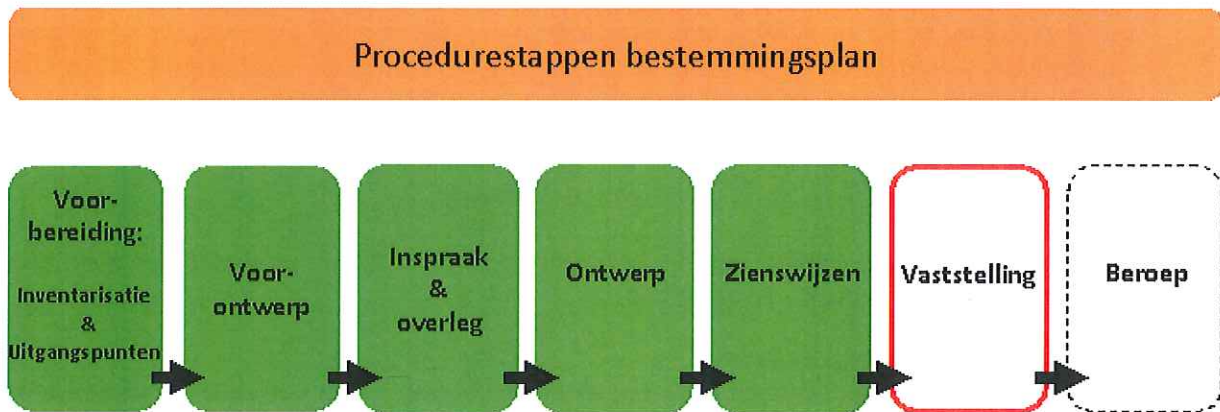 Procedurestappen bestemmingsplan
Voor-
bereiding:
Inventarisatie
&
Uitgangspunten
Voor-
ontwerp
Inspraak
&
overleg
Ontwerp
Zienswijzen
Vaststelling
Beroep